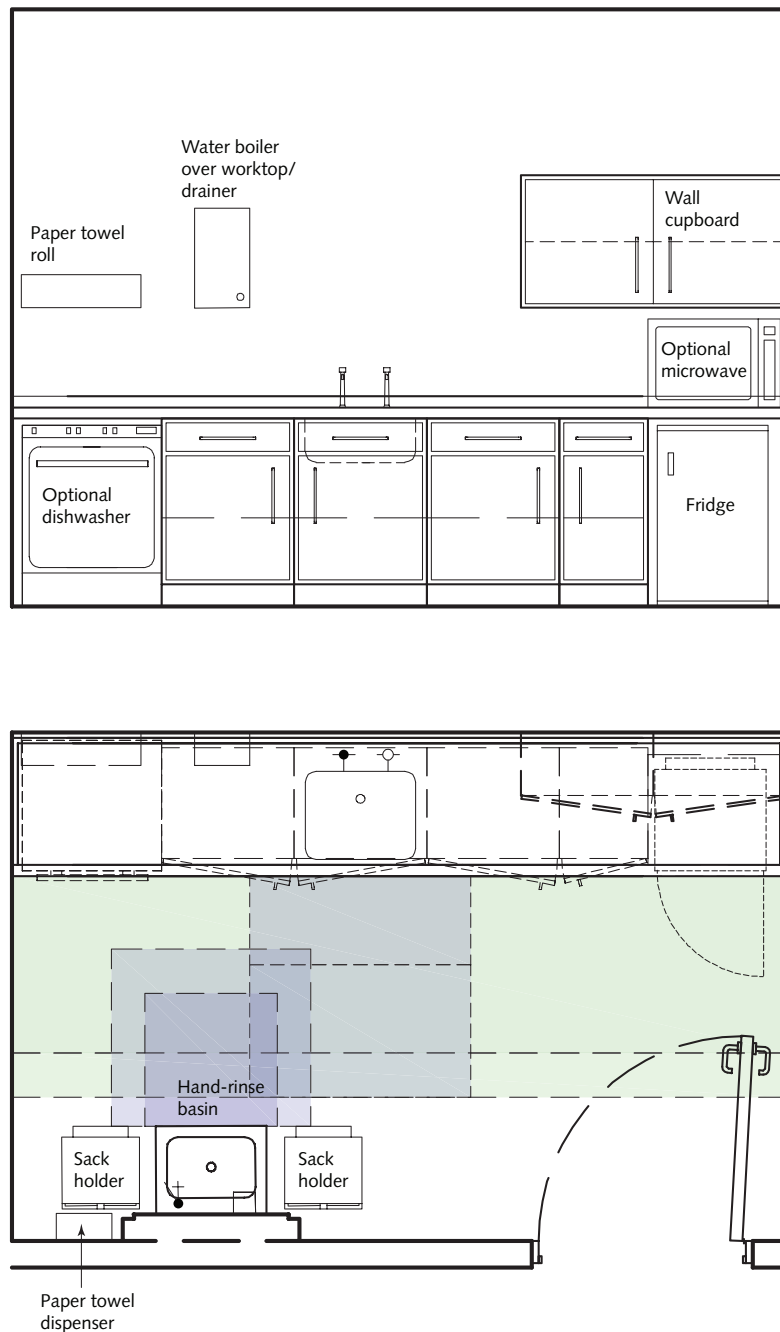 Water boiler
over worktop/
drainer
Wall
cupboard
Paper towel
roll
Optional
microwave
Optional
dishwasher
Fridge
Hand-rinse
basin
Sack
holder
Sack
holder
Paper towel
dispenser